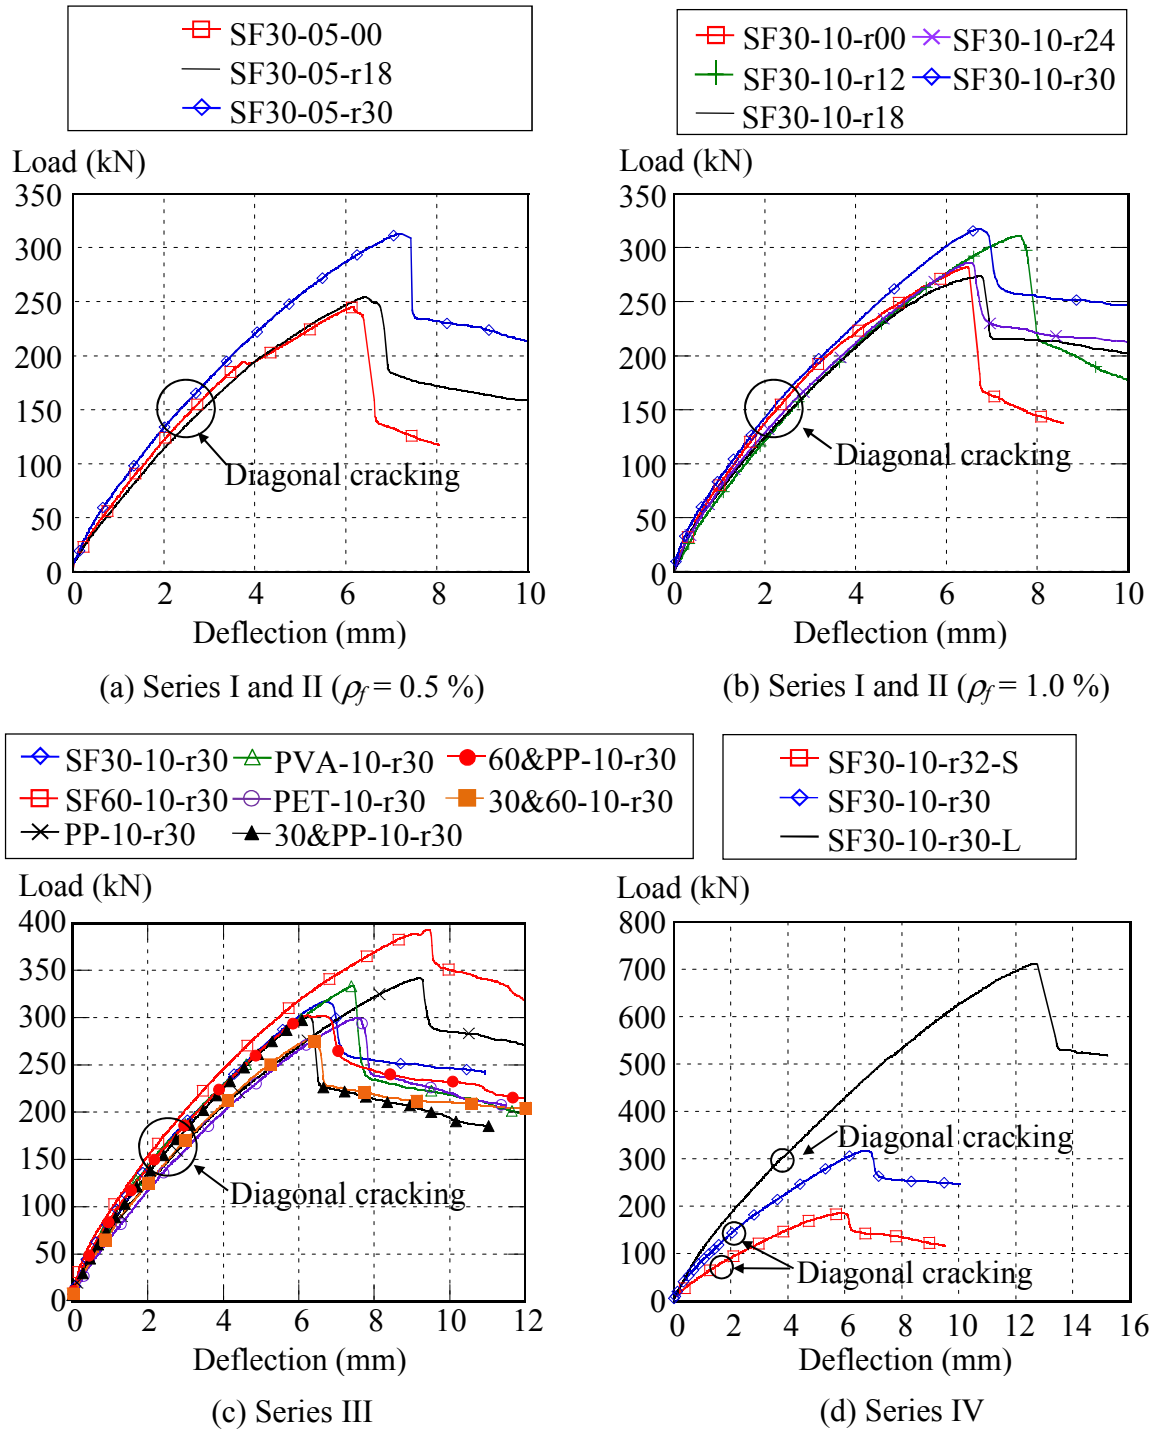 SF30-05-00
SF30-05-r18
SF30-05-r30
Load (kN)
350
300
250
200
150
100
50
0
Diagonal cracking
0 2 4 6 8 10
Deflection (mm)
(a) Series I and II (ρf = 0.5 %)
SF30-10-r00 SF30-10-r24
SF30-10-r12 SF30-10-r30
SF30-10-r18
Load (kN)
350
300
250
200
150
100
50
0
Diagonal cracking
0 2 4 6 8 10
Deflection (mm)
(b) Series I and II (ρf = 1.0 %)
SF30-10-r30 PVA-10-r30 60&PP-10-r30
SF60-10-r30 PET-10-r30 30&60-10-r30
PP-10-r30 30&PP-10-r30
Load (kN)
400
350
300
250
200
150
100
50
0
Diagonal cracking
0 2 4 6 8 10 12
Deflection (mm)
(c) Series III
SF30-10-r32-S
SF30-10-r30
SF30-10-r30-L
Load (kN)
800
700
600
500
400
300
200
100
0
Diagonal cracking
Diagonal cracking
0 2 4 6 8 10 12 14 16
Deflection (mm)
(d) Series IV